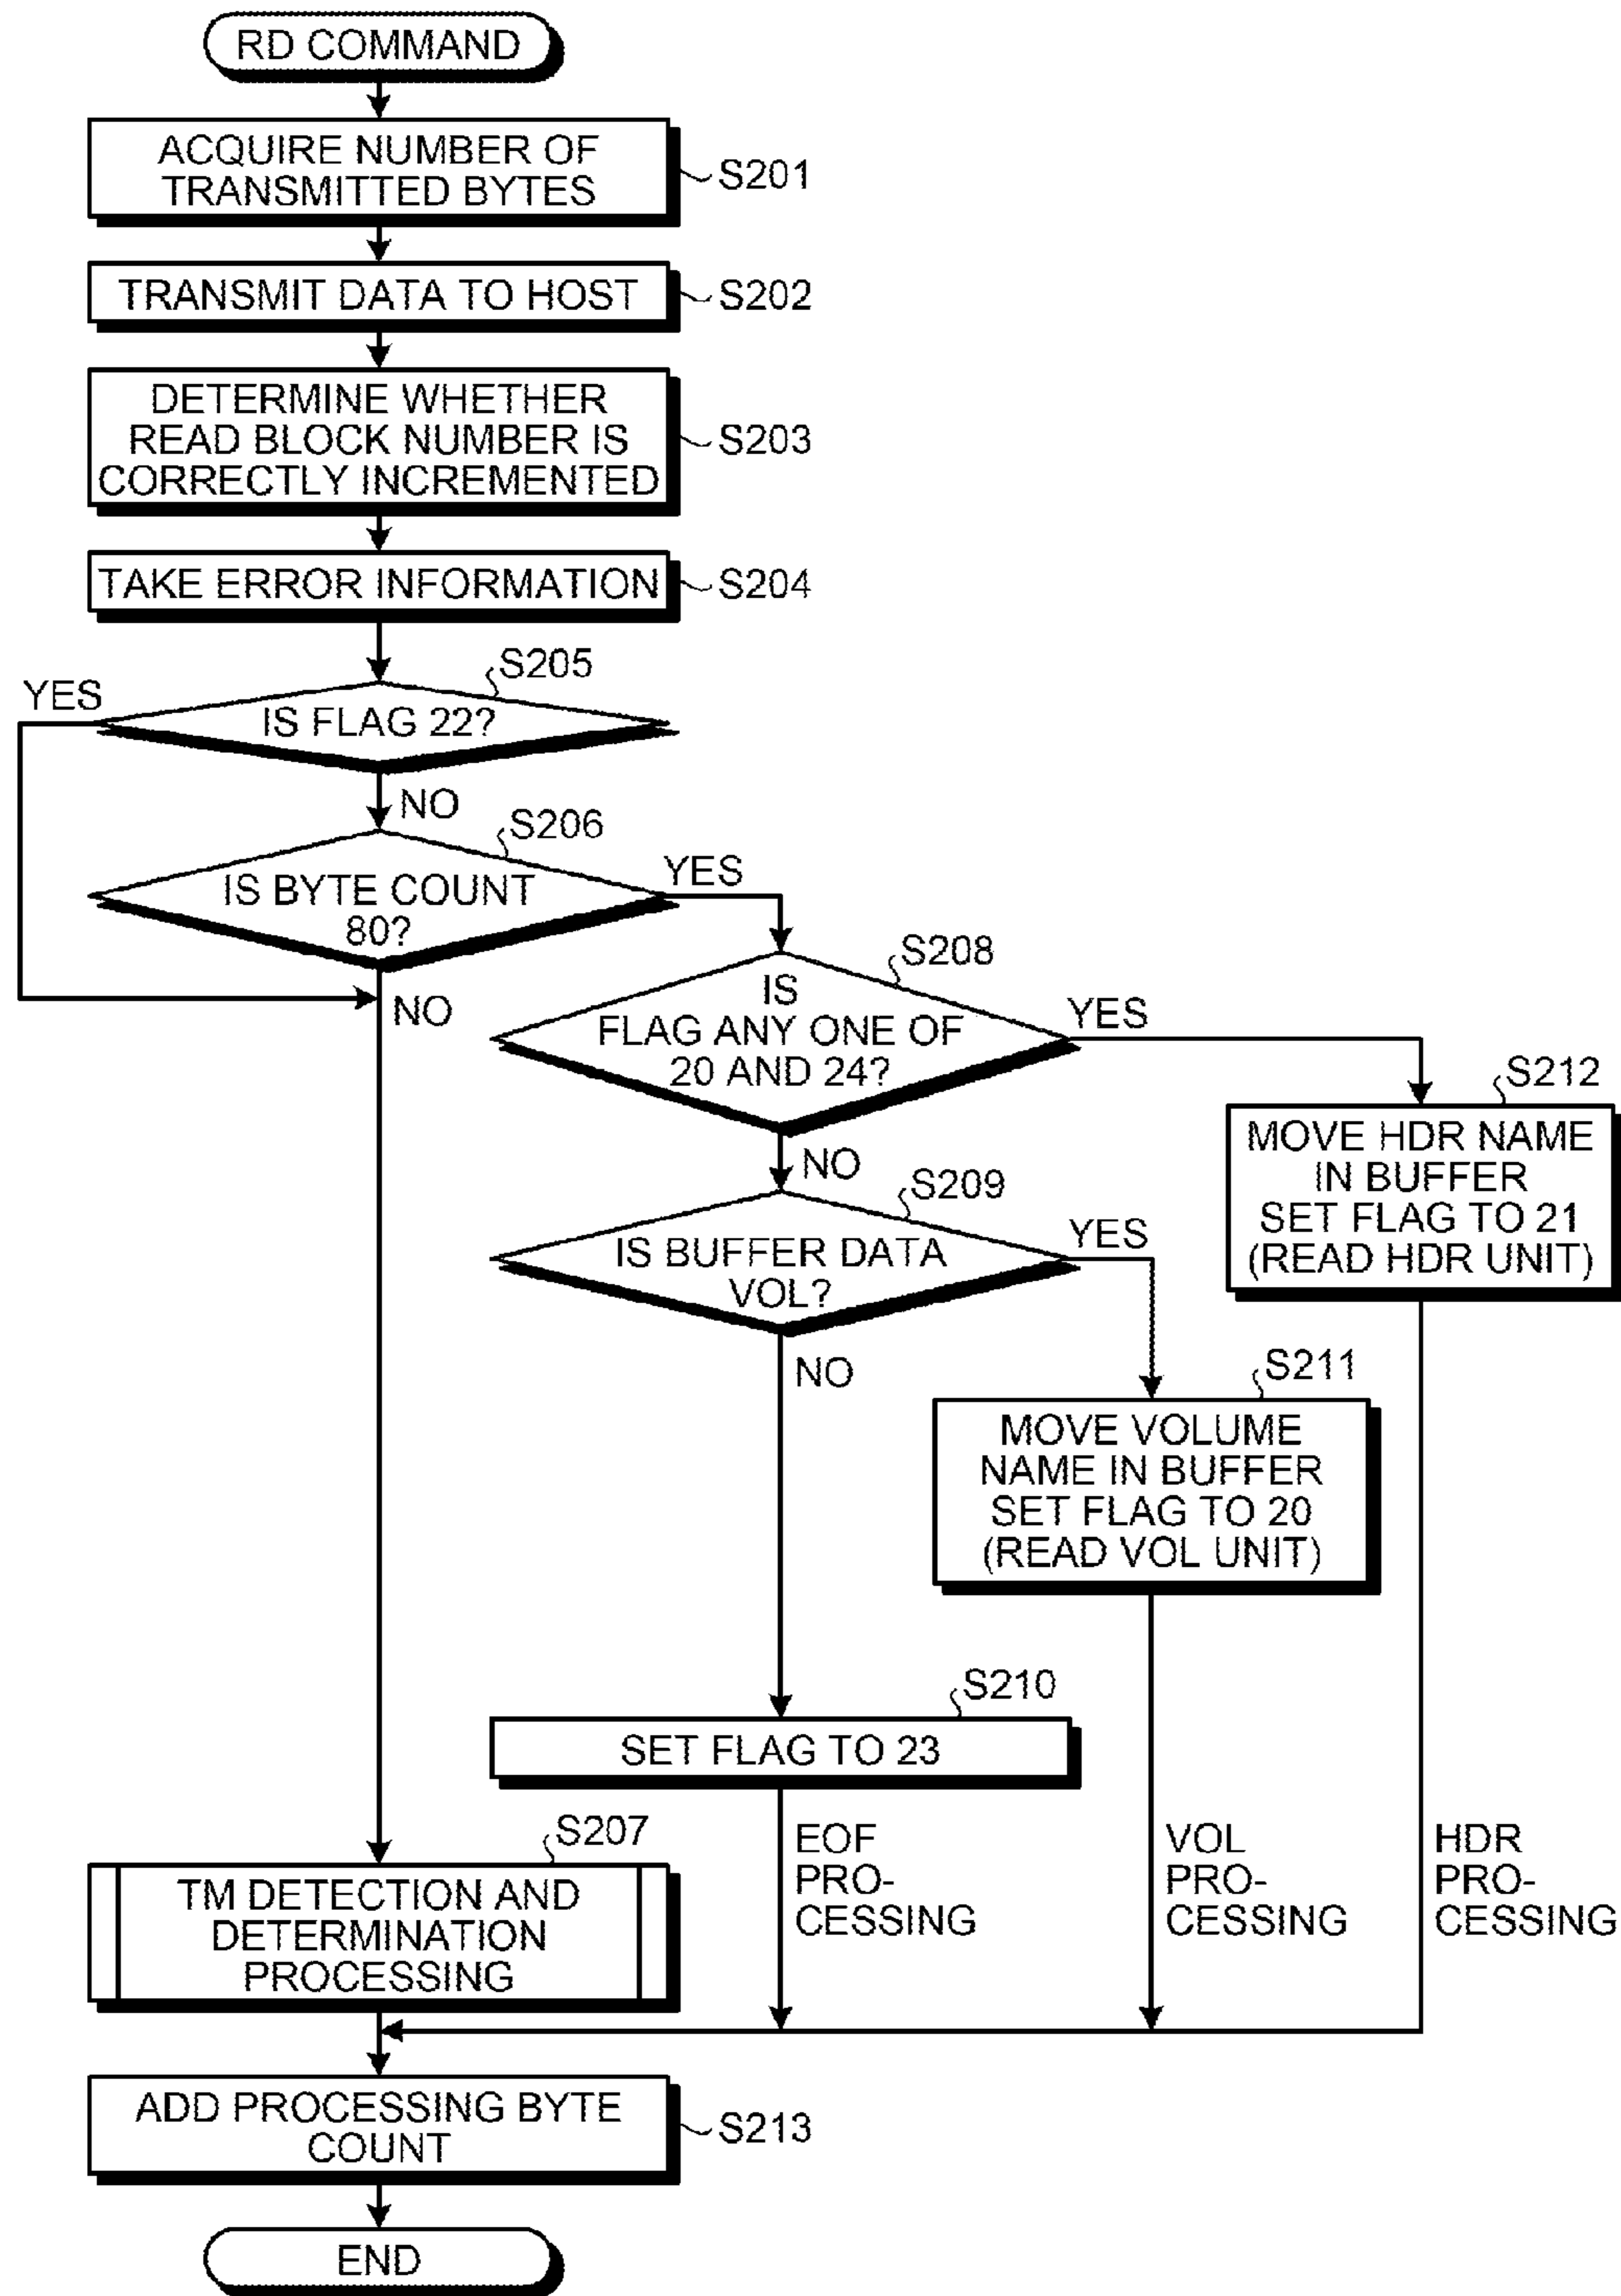 RD COMMAND
ACQUIRE NUMBER OF
TRANSMITTED BYTES
S201
TRANSMIT DATA TO HOST
S202
DETERMINE WHETHER
READ BLOCK NUMBER IS
CORRECTLY INCREMENTED
S203
TAKE ERROR INFORMATION
S204
S205
YES
IS FLAG 22?
NO
S206
YES
IS BYTE COUNT
80?
NO
S208
IS
FLAG ANY ONE OF
20 AND 24?
YES
NO
S212
MOVE HDR NAME
IN BUFFER
SET FLAG TO 21
(READ HDR UNIT)
S209
IS BUFFER DATA
VOL?
YES
NO
S211
MOVE VOLUME
NAME IN BUFFER
SET FLAG TO 20
(READ VOL UNIT)
S210
SET FLAG TO 23
EOF
PRO-
CESSING
VOL
PRO-
CESSING
HDR
PRO-
CESSING
S207
TM DETECTION AND
DETERMINATION
PROCESSING
ADD PROCESSING BYTE
COUNT
S213
END